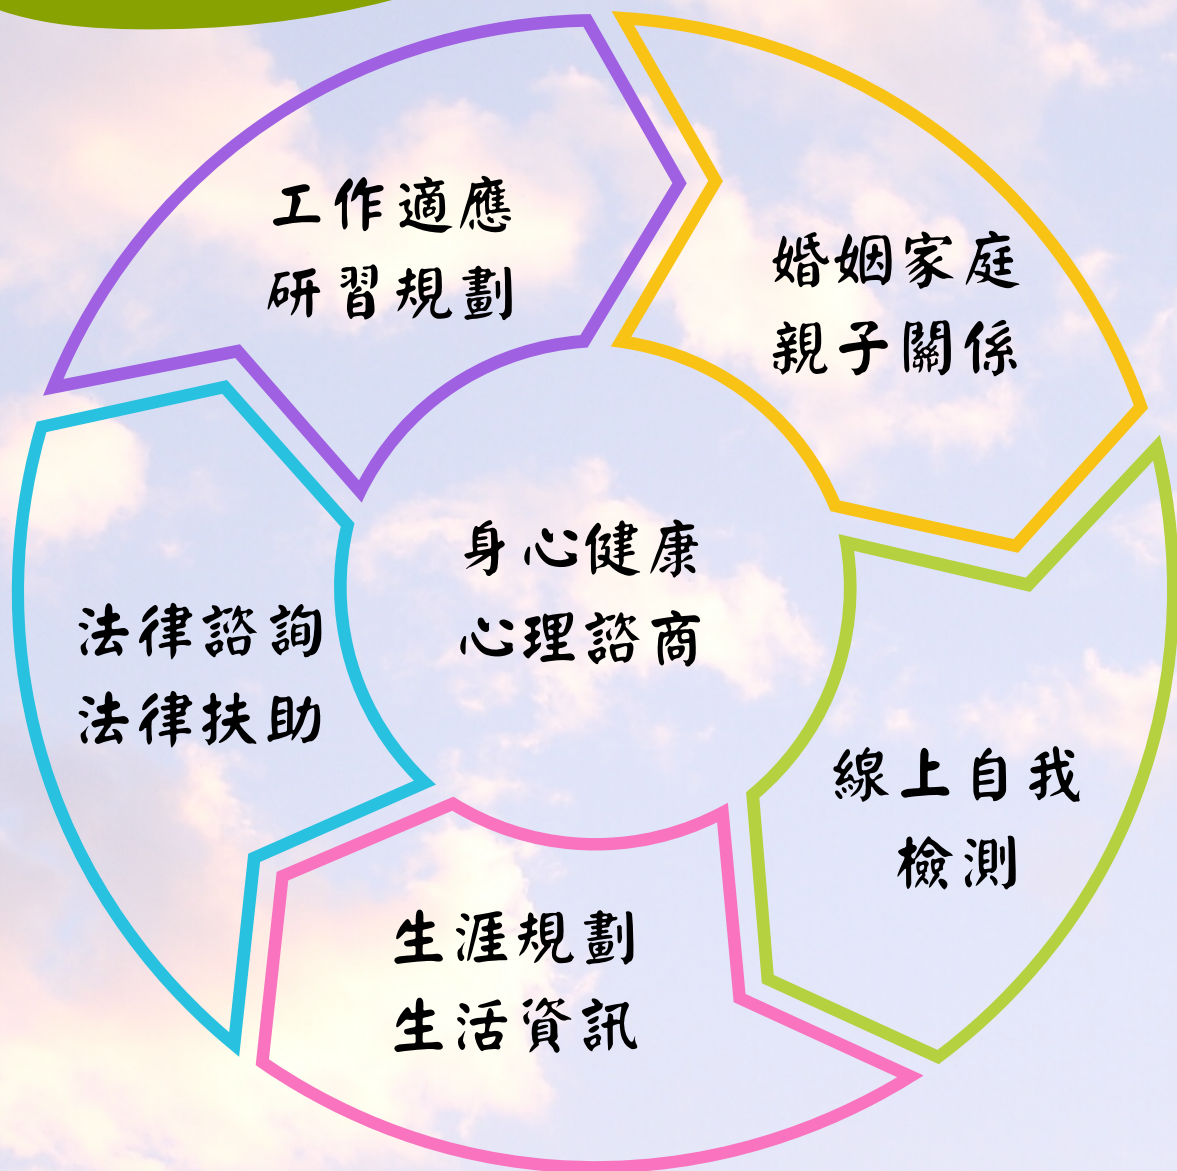 工作適應
研習規劃
婚姻家庭
親子關係
身心健康
心理諮商
法律諮詢
法律扶助
線上自我
檢測
生涯規劃
生活資訊